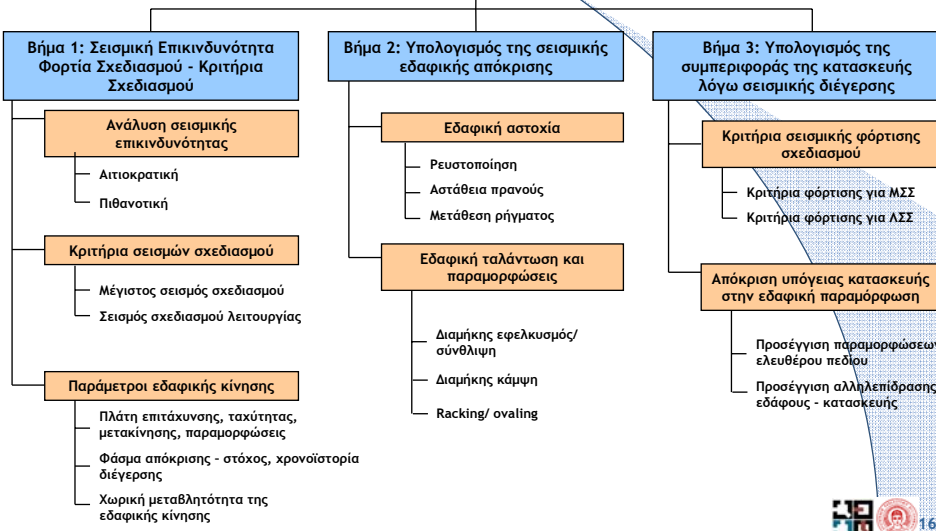 Βήμα 1: Σεισμική Επικινδυνότητα
Φορτία Σχεδιασμού - Κριτήρια
Σχεδιασμού
Ανάλυση σεισμικής
επικινδυνότητας
Αιτιοκρατική
Πιθανοτική
Κριτήρια σεισμών σχεδιασμού
Μέγιστος σεισμός σχεδιασμού
Σεισμός σχεδιασμού λειτουργίας
Παράμετροι εδαφικής κίνησης
Πλάτη επιτάχυνσης, ταχύτητας,
μετακίνησης, παραμορφώσεις
Φάσμα απόκρισης – στόχος, χρονοϊστορία
διέγερσης
Χωρική μεταβλητότητα της
εδαφικής κίνησης
Βήμα 2: Υπολογισμός της σεισμικής
εδαφικής απόκρισης
Εδαφική αστοχία
Ρευστοποίηση
Αστάθεια πρανούς
Μετάθεση ρήγματος
Εδαφική ταλάντωση και
παραμορφώσεις
Διαμήκης εφελκυσμός/
σύνθλιψη
Διαμήκης κάμψη
Racking/ ovaling
Βήμα 3: Υπολογισμός της
συμπεριφοράς της κατασκευής
λόγω σεισμικής διέγερσης
Κριτήρια σεισμικής φόρτισης
σχεδιασμού
Κριτήρια φόρτισης για ΜΣΣ
Κριτήρια φόρτισης για ΛΣΣ
Απόκριση υπόγειας κατασκευής
στην εδαφική παραμόρφωση
Προσέγγιση παραμορφώσεων
ελευθέρου πεδίου
Προσέγγιση αλληλεπίδρασης
εδάφους – κατασκευής
16